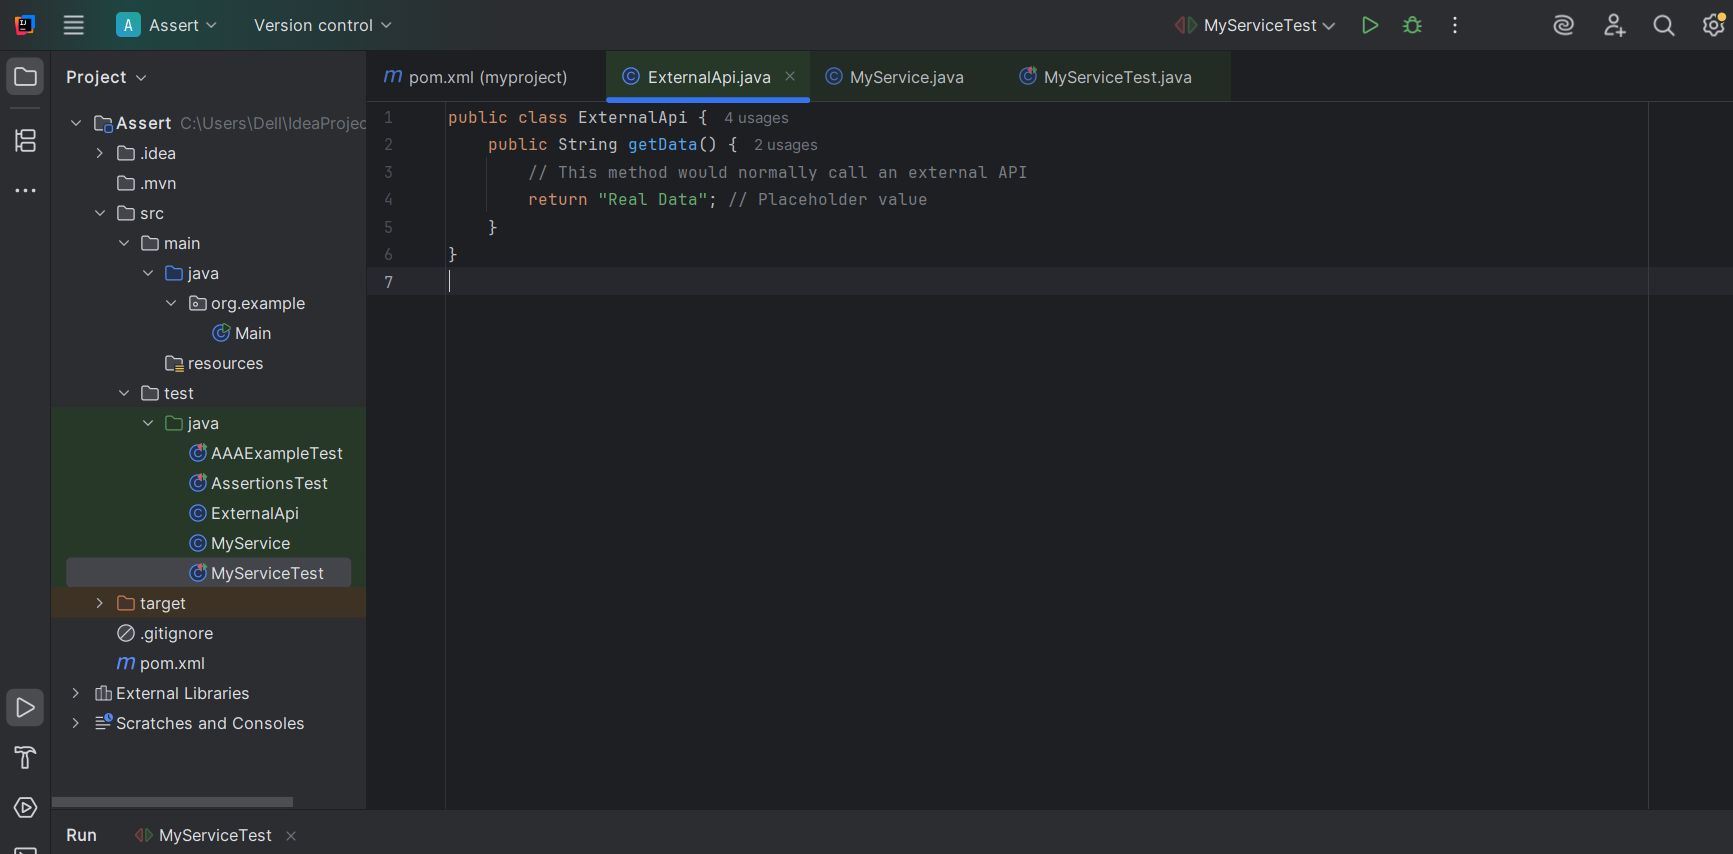 A Assert Version control MyServiceTest
Project
pom.xml (myproject) ExternalApi.java MyService.java MyServiceTest.java
Assert C:\Users\Dell\IdeaProjec
.idea
.mvn
src
main
java
org.example
Main
resources
test
java
AAAExampleTest
AssertionsTest
ExternalApi
MyService
MyServiceTest
target
.gitignore
pom.xml
External Libraries
Scratches and Consoles
1 public class ExternalApi { 4 usages
2 public String getData() { 2 usages
3 // This method would normally call an external API
4 return "Real Data"; // Placeholder value
5 }
6 }
7
Run MyServiceTest